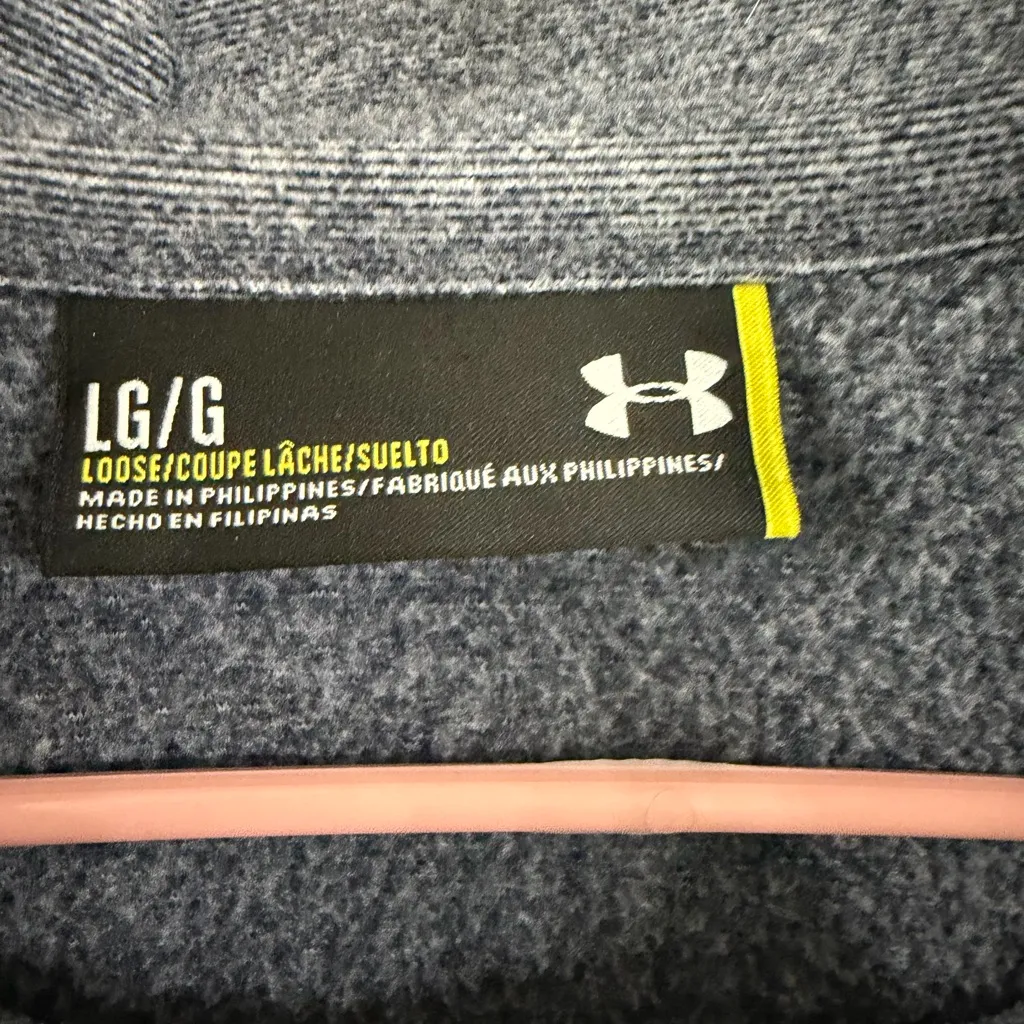 LG/G
LOOSE/COUPE LÂCHE/SUELTO
MADE IN PHILIPPINES/FABRIQUÉ AUX PHILIPPINES/
HECHO EN FILIPINAS